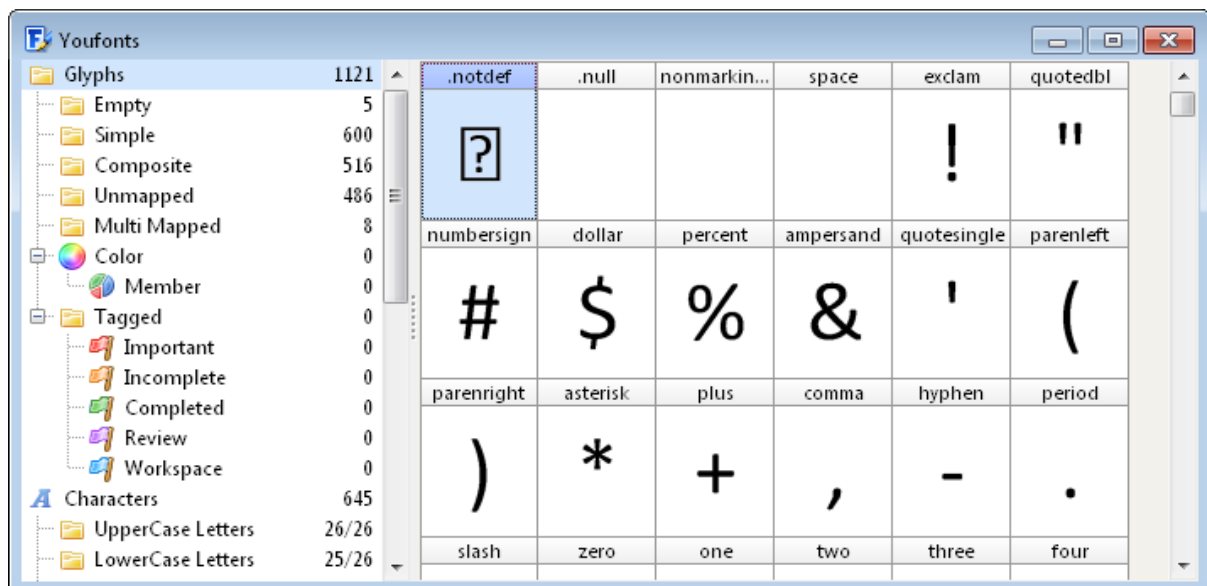 Youfonts
Glyphs 1121
Empty 5
Simple 600
Composite 516
Unmapped 486
Multi Mapped 8
Color 0
Member 0
Tagged 0
Important 0
Incomplete 0
Completed 0
Review 0
Workspace 0
Characters 645
UpperCase Letters 26/26
LowerCase Letters 25/26
.notdef .null nonmarkin... space exclam quotedbl
? ! "
numbersign dollar percent ampersand quotesingle parenleft
# $ % & ' (
parenright asterisk plus comma hyphen period
) * + , - .
slash zero one two three four